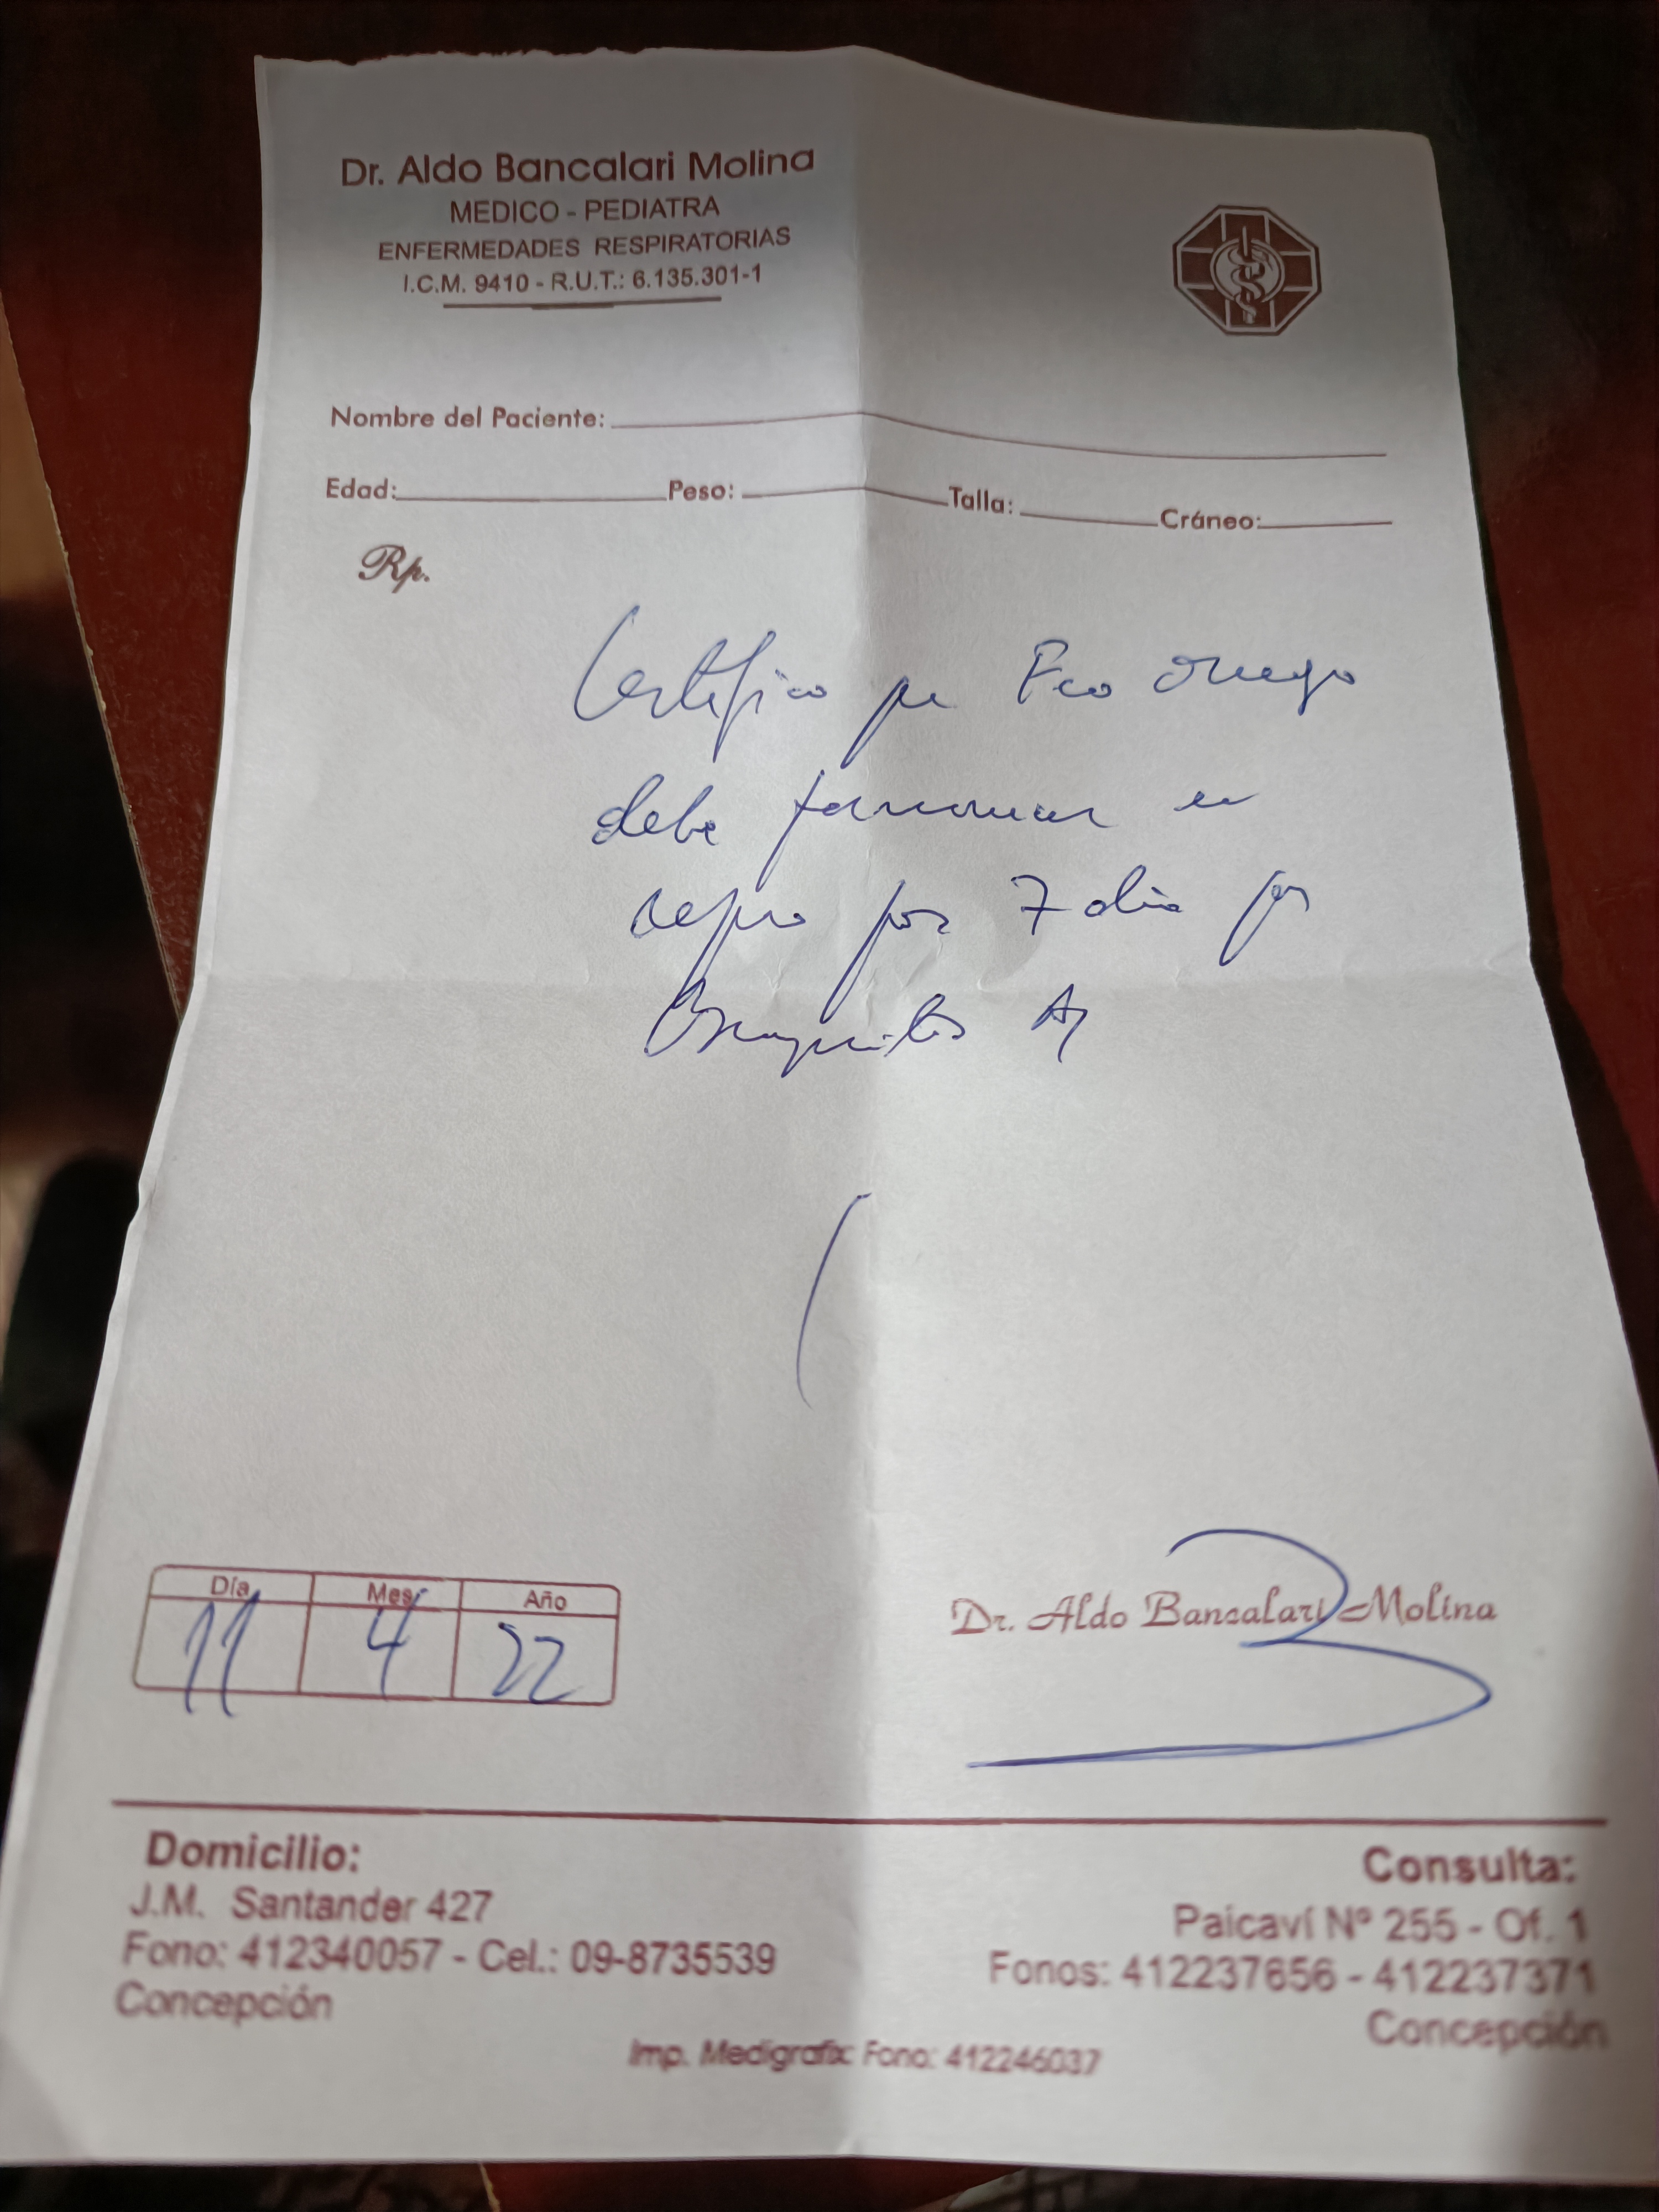 Dr. Aldo Bancalari Molina
MEDICO - PEDIATRA
ENFERMEDADES RESPIRATORIAS
I.C.M. 9410 - R.U.T.: 6.135.301-1
Nombre del Paciente:
Edad: Peso: Talla: Cráneo:
Rp.
Certifico que Fco Orrego
debe permanecer en
reposo por 7 días por
Día Mes Año
11 4 22
Dr. Aldo Bancalari Molina
Domicilio:
J.M. Santander 427
Fono: 412340057 - Cel.: 09-8735539
Concepción
Consulta:
Paicaví Nº 255 - Of. 1
Fonos: 412237656 - 412237371
Concepción
Imp. Medigrafix Fono: 412246037